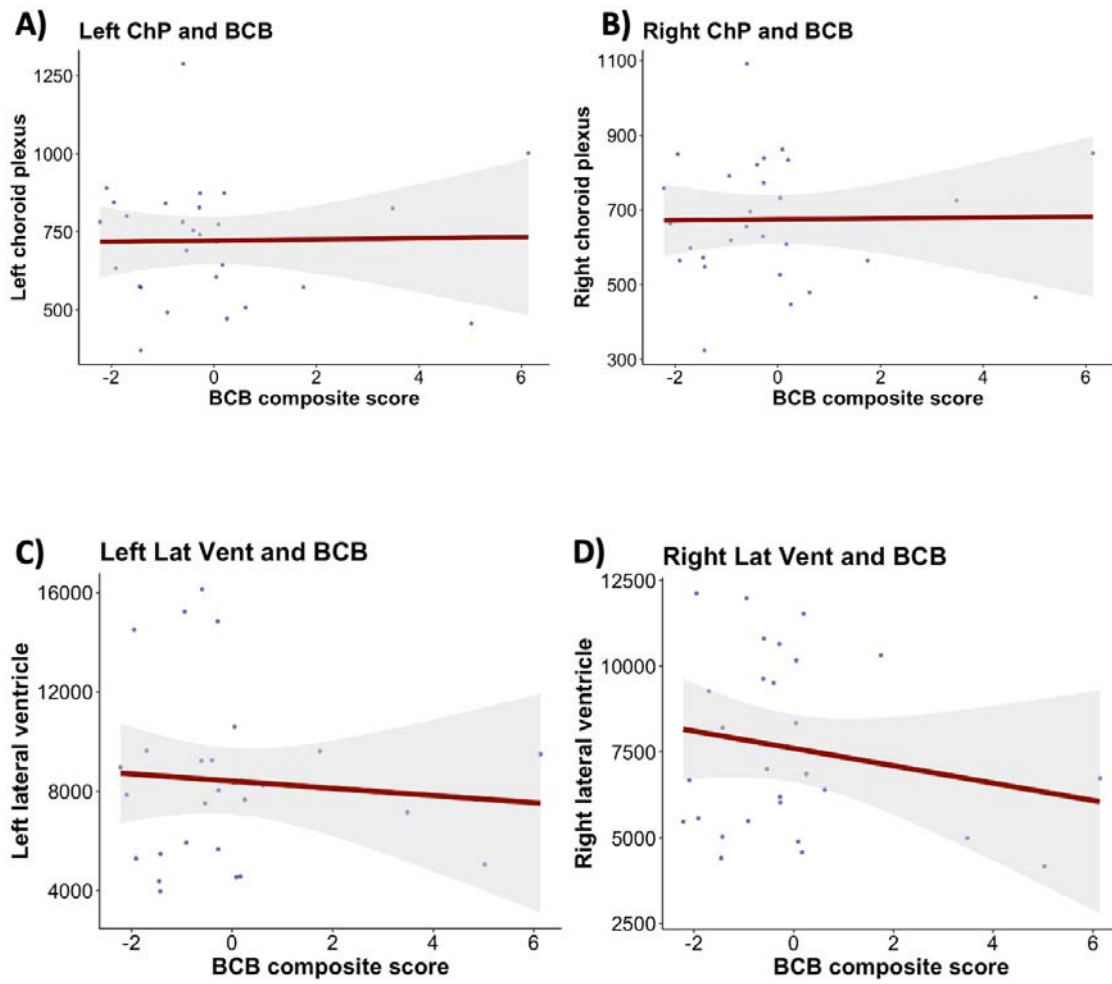 A) Left ChP and BCB
1250
1000
750
500
Left choroid plexus
-2 0 2 4 6
BCB composite score
B) Right ChP and BCB
1100
900
700
500
300
Right choroid plexus
-2 0 2 4 6
BCB composite score
C) Left Lat Vent and BCB
16000
12000
8000
4000
Left lateral ventricle
-2 0 2 4 6
BCB composite score
D) Right Lat Vent and BCB
12500
10000
7500
5000
2500
Right lateral ventricle
-2 0 2 4 6
BCB composite score